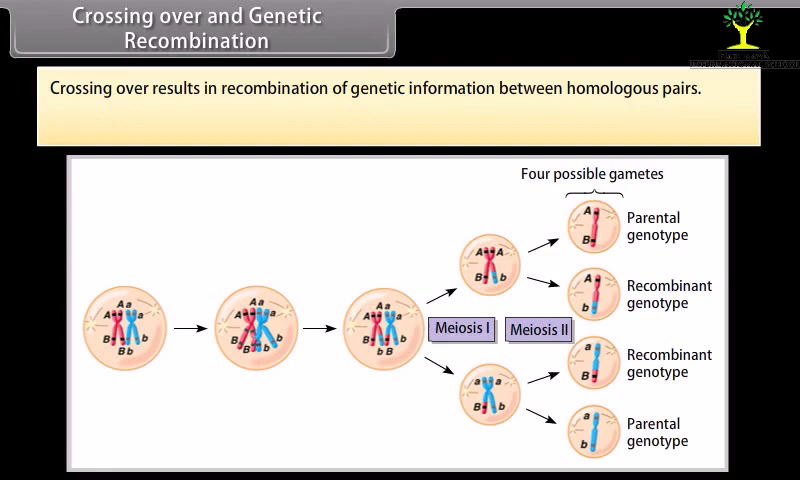 Crossing over and Genetic
Recombination
Crossing over results in recombination of genetic information between homologous pairs.
Four possible gametes
A
B
Parental
genotype
A A
B b
A
b
Recombinant
genotype
A a
A a
B b
B b
A a
A a
B b
B b
A a
A a
B b
b B
Meiosis I
Meiosis II
a
B
Recombinant
genotype
a a
B b
a
b
Parental
genotype